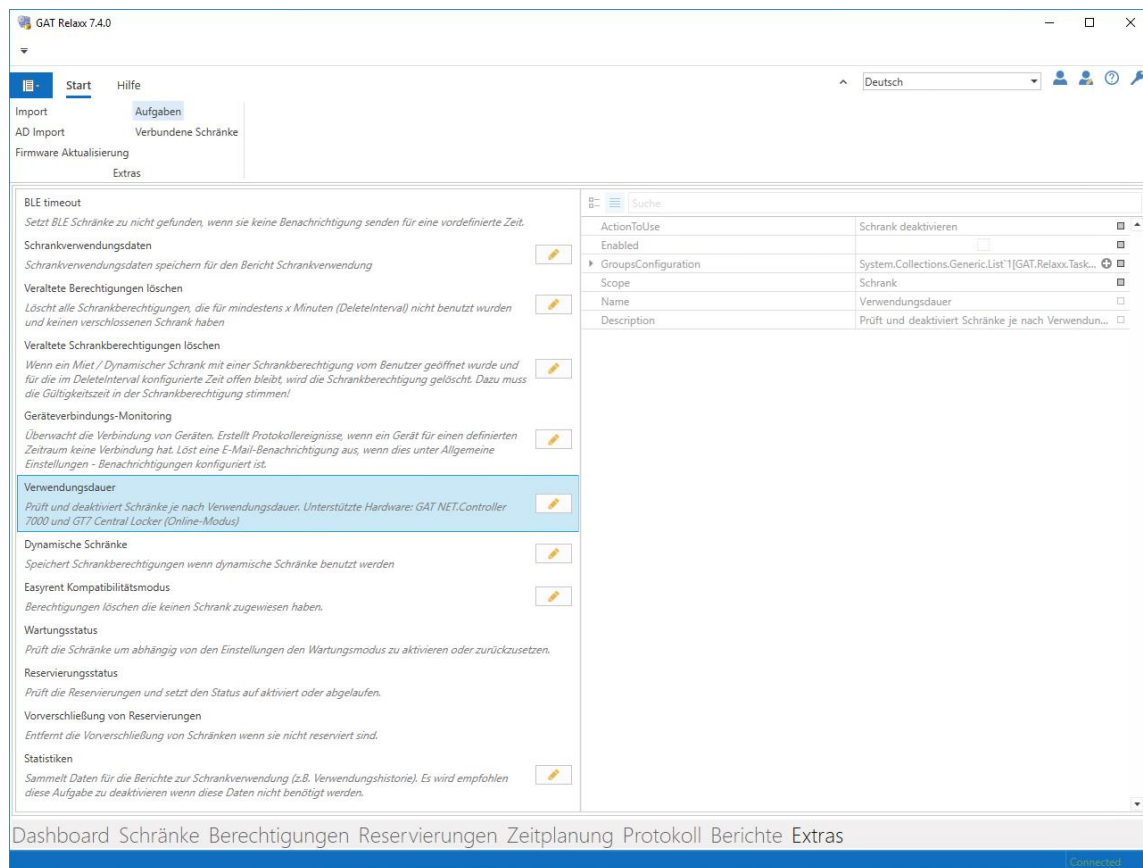 GAT Relaxx 7.4.0
Start Hilfe
Deutsch
Import Aufgaben
AD Import Verbundene Schränke
Firmware Aktualisierung
Extras
BLE timeout
Setzt BLE Schränke zu nicht gefunden, wenn sie keine Benachrichtigung senden für eine vordefinierte Zeit.
Schrankverwendungsdaten
Schrankverwendungsdaten speichern für den Bericht Schrankverwendung
Veraltete Berechtigungen löschen
Löscht alle Schrankberechtigungen, die für mindestens x Minuten (DeleteInterval) nicht benutzt wurden
und keinen verschlossenen Schrank haben
Veraltete Schrankberechtigungen löschen
Wenn ein Miet / Dynamischer Schrank mit einer Schrankberechtigung vom Benutzer geöffnet wurde und
für die im DeleteInterval konfigurierte Zeit offen bleibt, wird die Schrankberechtigung gelöscht. Dazu muss
die Gültigkeitszeit in der Schrankberechtigung stimmen!
Geräteverbindungs-Monitoring
Überwacht die Verbindung von Geräten. Erstellt Protokollereignisse, wenn ein Gerät für einen definierten
Zeitraum keine Verbindung hat. Löst eine E-Mail-Benachrichtigung aus, wenn dies unter Allgemeine
Einstellungen - Benachrichtigungen konfiguriert ist.
Verwendungsdauer
Prüft und deaktiviert Schränke je nach Verwendungsdauer. Unterstützte Hardware: GAT NET.Controller
7000 und GT7 Central Locker (Online-Modus)
Dynamische Schränke
Speichert Schrankberechtigungen wenn dynamische Schränke benutzt werden
Easyrent Kompatibilitätsmodus
Berechtigungen löschen die keinen Schrank zugewiesen haben.
Wartungsstatus
Prüft die Schränke um abhängig von den Einstellungen den Wartungsmodus zu aktivieren oder zurückzusetzen.
Reservierungsstatus
Prüft die Reservierungen und setzt den Status auf aktiviert oder abgelaufen.
Vorverschließung von Reservierungen
Entfernt die Vorverschließung von Schränken wenn sie nicht reserviert sind.
Statistiken
Sammelt Daten für die Berichte zur Schrankverwendung (z.B. Verwendungshistorie). Es wird empfohlen
diese Aufgabe zu deaktivieren wenn diese Daten nicht benötigt werden.
Suche
ActionToUse Schrank deaktivieren
Enabled
GroupsConfiguration System.Collections.Generic.List`1[GAT.Relaxx.Task...
Scope Schrank
Name Verwendungsdauer
Description Prüft und deaktiviert Schränke je nach Verwendun...
Dashboard Schränke Berechtigungen Reservierungen Zeitplanung Protokoll Berichte Extras
Connected